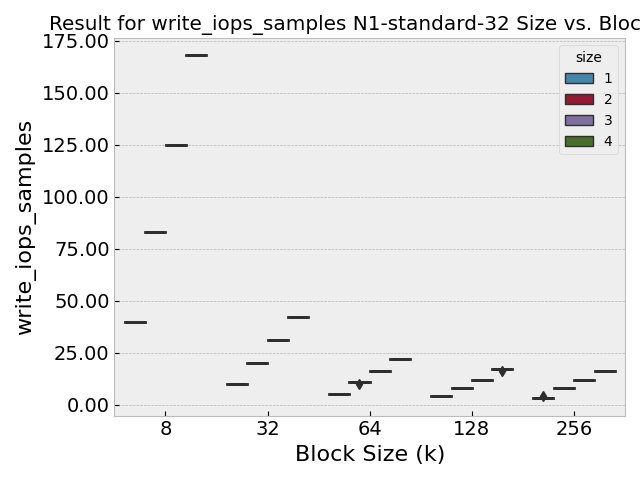 Result for write_iops_samples N1-standard-32 Size vs. Bloc
175.00
150.00
125.00
100.00
75.00
50.00
25.00
0.00
write_iops_samples
size
1
2
3
4
8 32 64 128 256
Block Size (k)